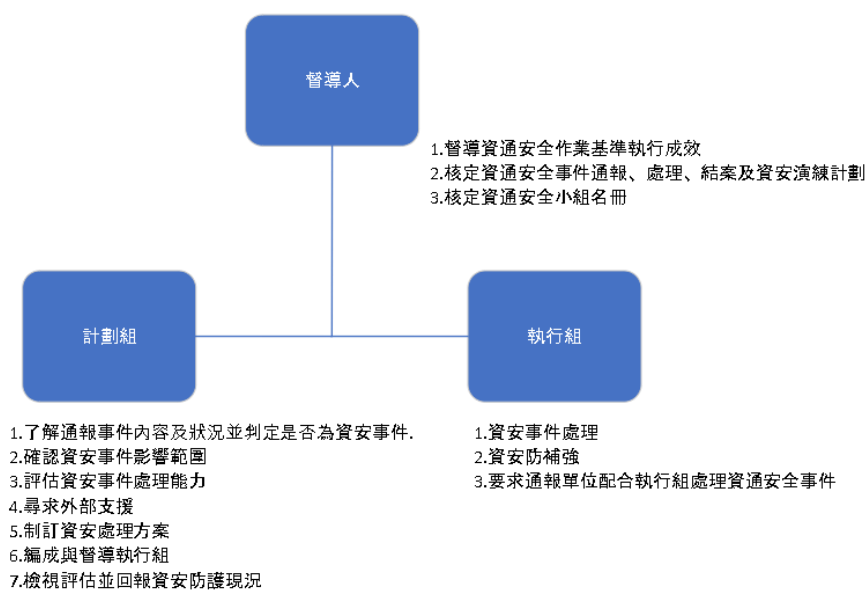 督導人
1.督導資通安全作業基準執行成效
2.核定資通安全事件通報、處理、結案及資安演練計劃
3.核定資通安全小組名冊
計劃組
執行組
1.了解通報事件內容及狀況並判定是否為資安事件.
2.確認資安事件影響範圍
3.評估資安事件處理能力
4.尋求外部支援
5.制訂資安處理方案
6.編成與督導執行組
7.檢視評估並回報資安防護現況
1.資安事件處理
2.資安防補強
3.要求通報單位配合執行組處理資通安全事件